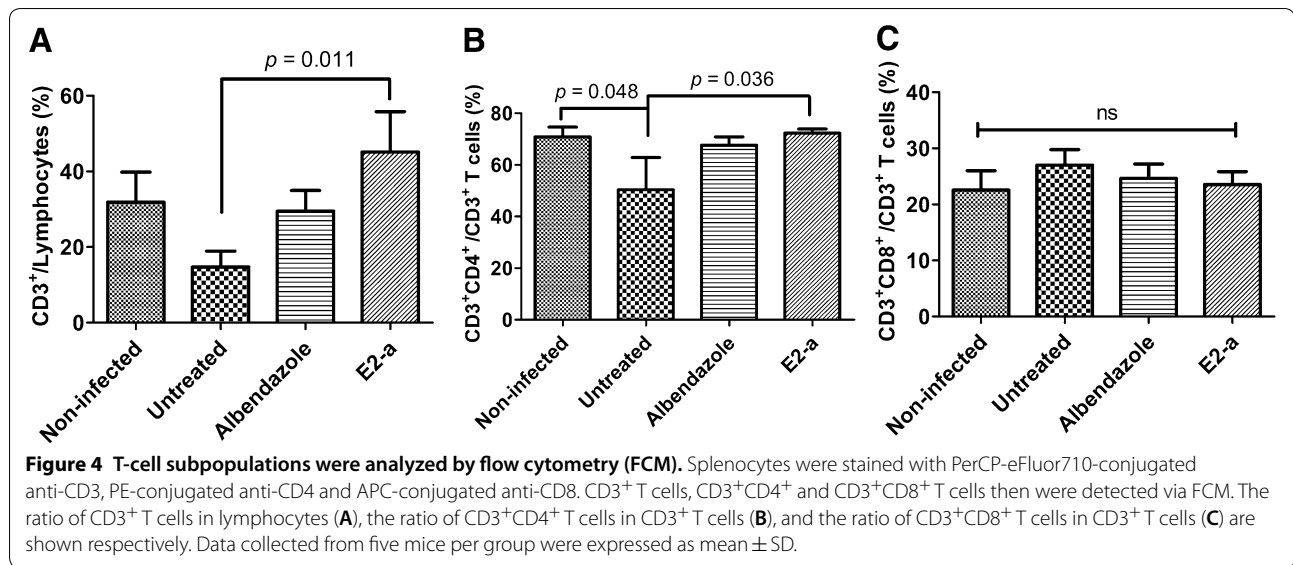 A
p = 0.011
CD3⁺/Lymphocytes (%)
60
40
20
0
Non-infected
Untreated
Albendazole
E2-a
B
p = 0.048
p = 0.036
CD3⁺CD4⁺/CD3⁺ T cells (%)
80
60
40
20
0
Non-infected
Untreated
Albendazole
E2-a
C
ns
CD3⁺CD8⁺/CD3⁺ T cells (%)
40
30
20
10
0
Non-infected
Untreated
Albendazole
E2-a
Figure 4 T-cell subpopulations were analyzed by flow cytometry (FCM). Splenocytes were stained with PerCP-eFluor710-conjugated
anti-CD3, PE-conjugated anti-CD4 and APC-conjugated anti-CD8. CD3⁺ T cells, CD3⁺CD4⁺ and CD3⁺CD8⁺ T cells then were detected via FCM. The
ratio of CD3⁺ T cells in lymphocytes (A), the ratio of CD3⁺CD4⁺ T cells in CD3⁺ T cells (B), and the ratio of CD3⁺CD8⁺ T cells in CD3⁺ T cells (C) are
shown respectively. Data collected from five mice per group were expressed as mean ± SD.